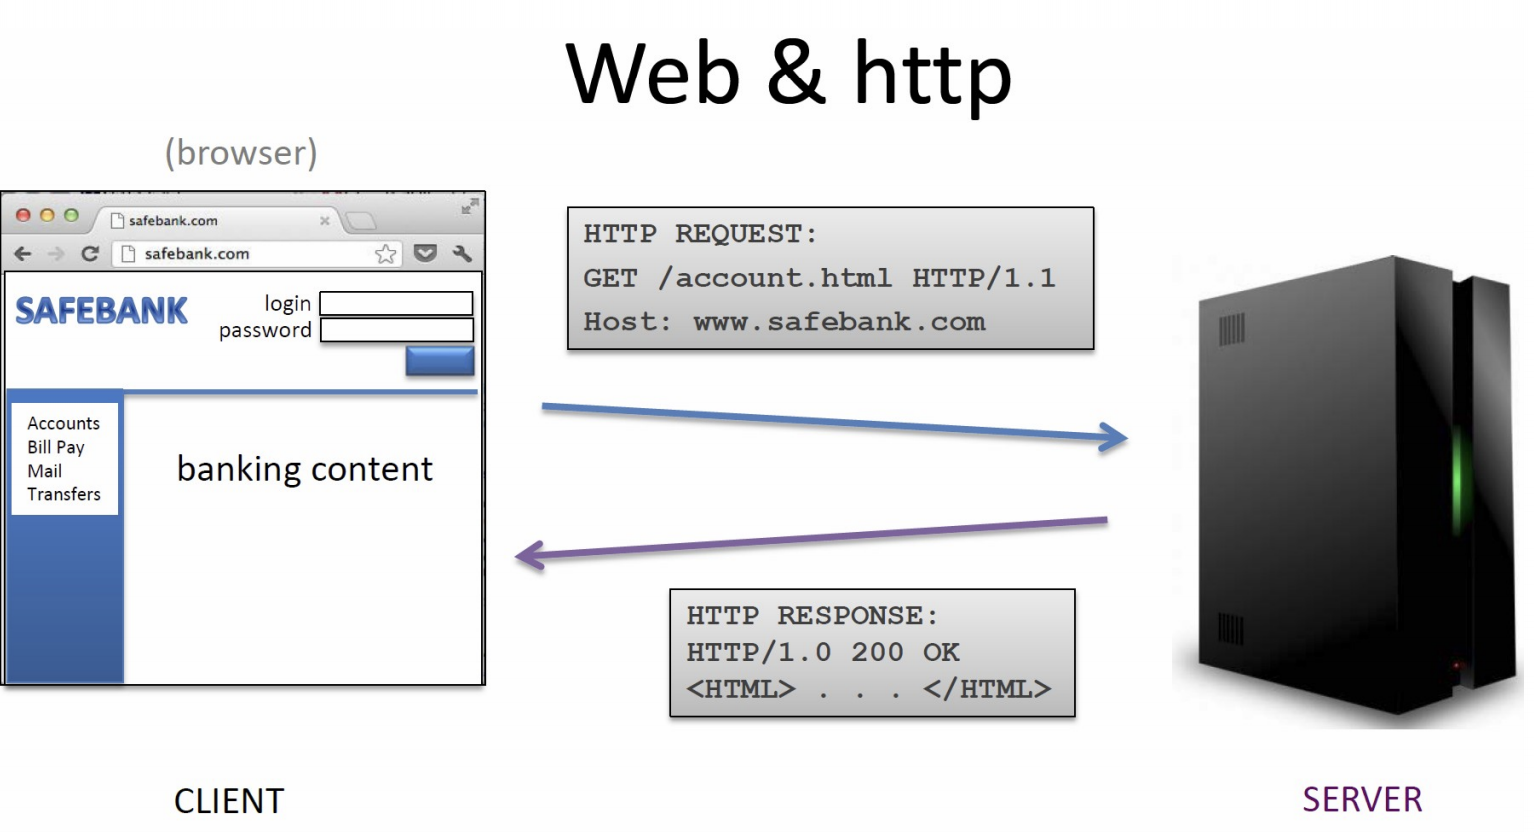 Web & http
(browser)
safebank.com
safebank.com
SAFEBANK
login
password
Accounts
Bill Pay
Mail
Transfers
banking content
HTTP REQUEST:
GET /account.html HTTP/1.1
Host: www.safebank.com
HTTP RESPONSE:
HTTP/1.0 200 OK
<HTML> . . . </HTML>
CLIENT
SERVER